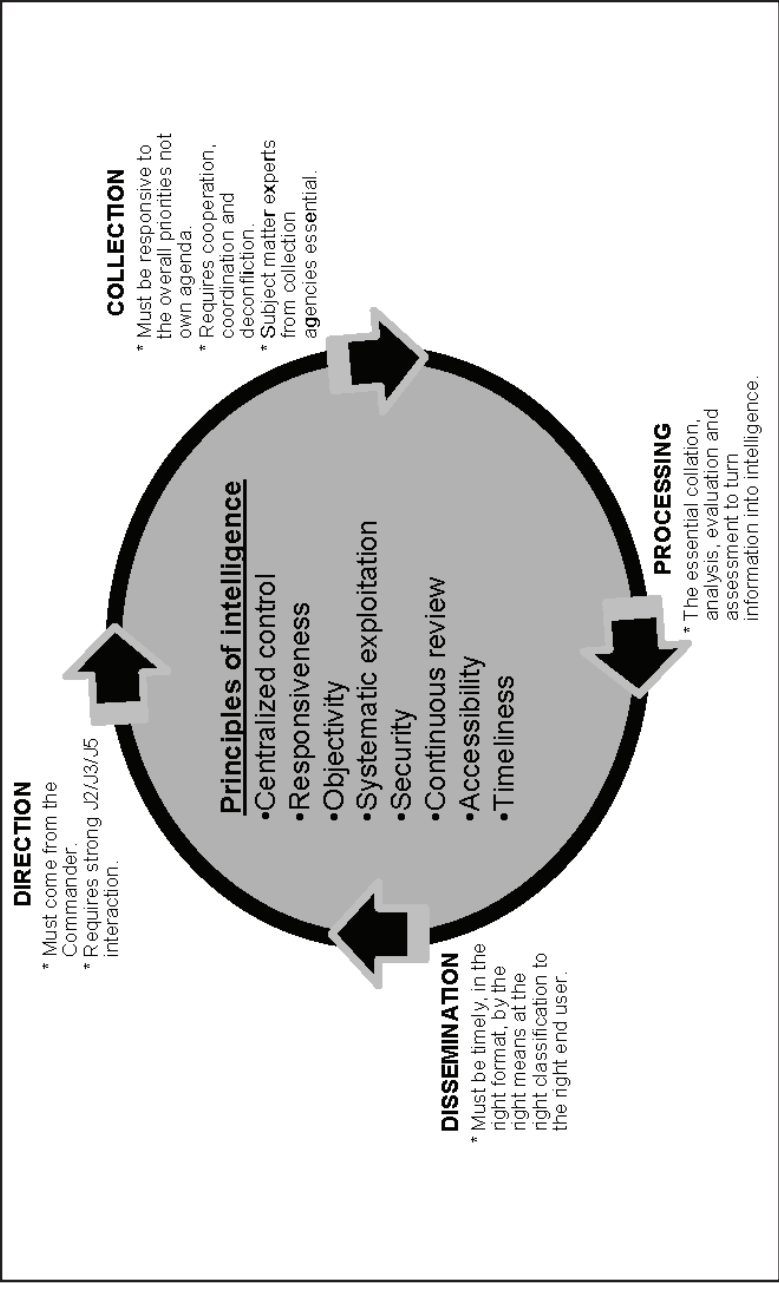 DIRECTION
* Must come from the
Commander.
* Requires strong J2/J3/J5
interaction.
COLLECTION
* Must be responsive to
the overall priorities not
own agenda.
* Requires cooperation,
coordination and
deconfliction.
* Subject matter experts
from collection
agencies essential.
Principles of intelligence
•Centralized control
•Responsiveness
•Objectivity
•Systematic exploitation
•Security
•Continuous review
•Accessibility
•Timeliness
DISSEMINATION
* Must be timely, in the
right format, by the
right means at the
right classification to
the right end user.
PROCESSING
* The essential collation,
analysis, evaluation and
assessment to turn
information into intelligence.